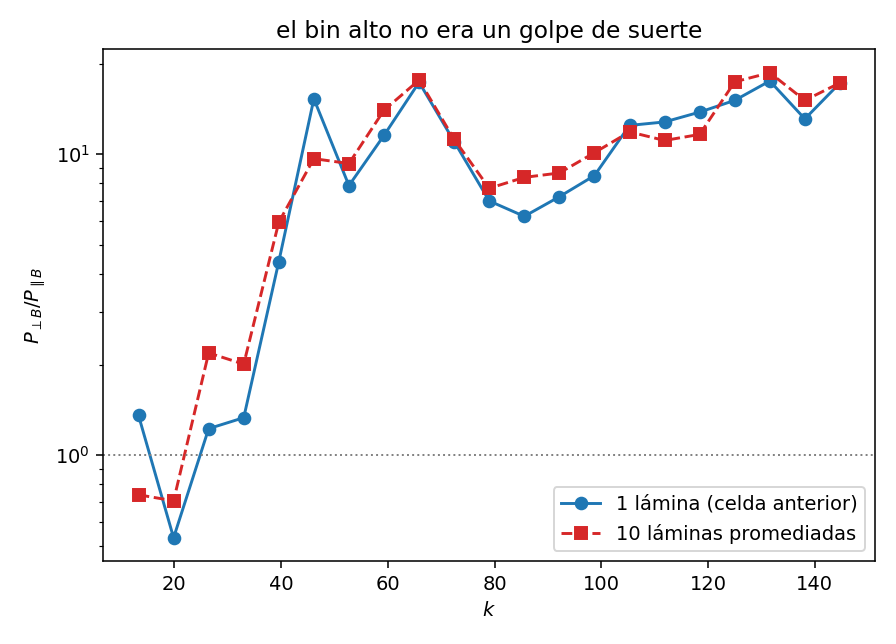 el bin alto no era un golpe de suerte
10¹
10⁰
P⊥B/P∥B
20 40 60 80 100 120 140
k
1 lámina (celda anterior)
10 láminas promediadas